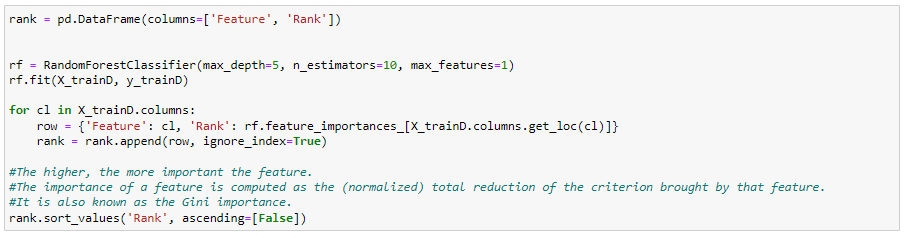 rank = pd.DataFrame(columns=['Feature', 'Rank'])
rf = RandomForestClassifier(max_depth=5, n_estimators=10, max_features=1)
rf.fit(X_trainD, y_trainD)
for cl in X_trainD.columns:
    row = {'Feature': cl, 'Rank': rf.feature_importances_[X_trainD.columns.get_loc(cl)]}
    rank = rank.append(row, ignore_index=True)
#The higher, the more important the feature.
#The importance of a feature is computed as the (normalized) total reduction of the criterion brought by that feature.
#It is also known as the Gini importance.
rank.sort_values('Rank', ascending=[False])